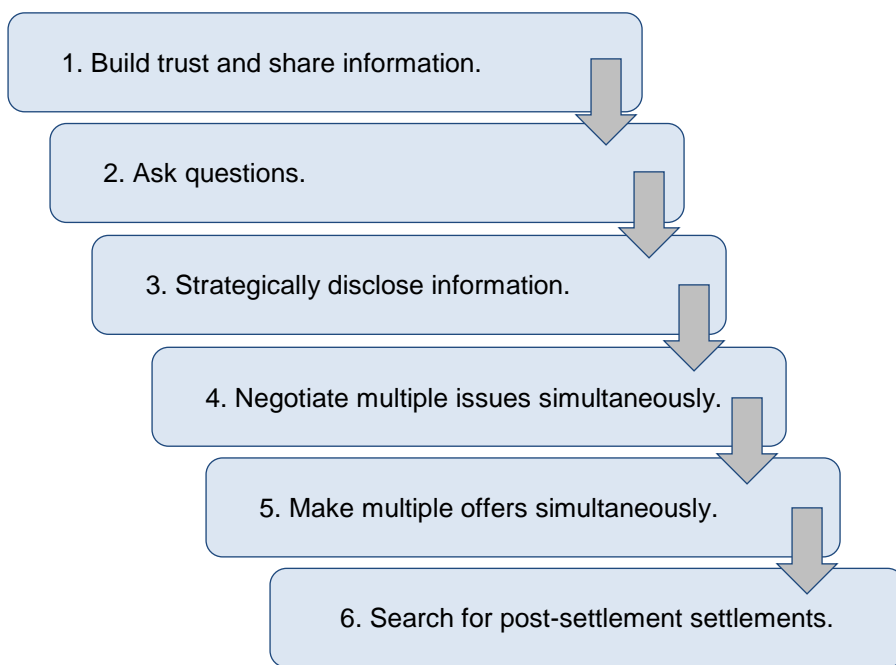 1. Build trust and share information.
2. Ask questions.
3. Strategically disclose information.
4. Negotiate multiple issues simultaneously.
5. Make multiple offers simultaneously.
6. Search for post-settlement settlements.